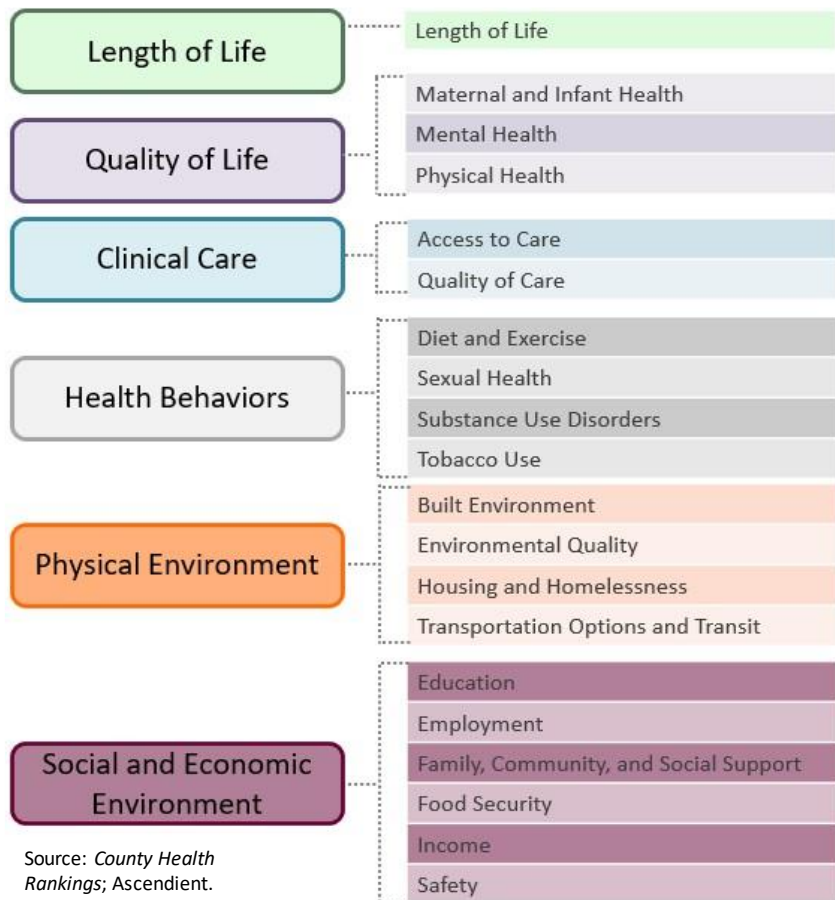 Length of Life
Length of Life
Quality of Life
Maternal and Infant Health
Mental Health
Physical Health
Clinical Care
Access to Care
Quality of Care
Health Behaviors
Diet and Exercise
Sexual Health
Substance Use Disorders
Tobacco Use
Physical Environment
Built Environment
Environmental Quality
Housing and Homelessness
Transportation Options and Transit
Social and Economic
Environment
Education
Employment
Family, Community, and Social Support
Food Security
Income
Safety
Source: County Health
Rankings; Ascendient.